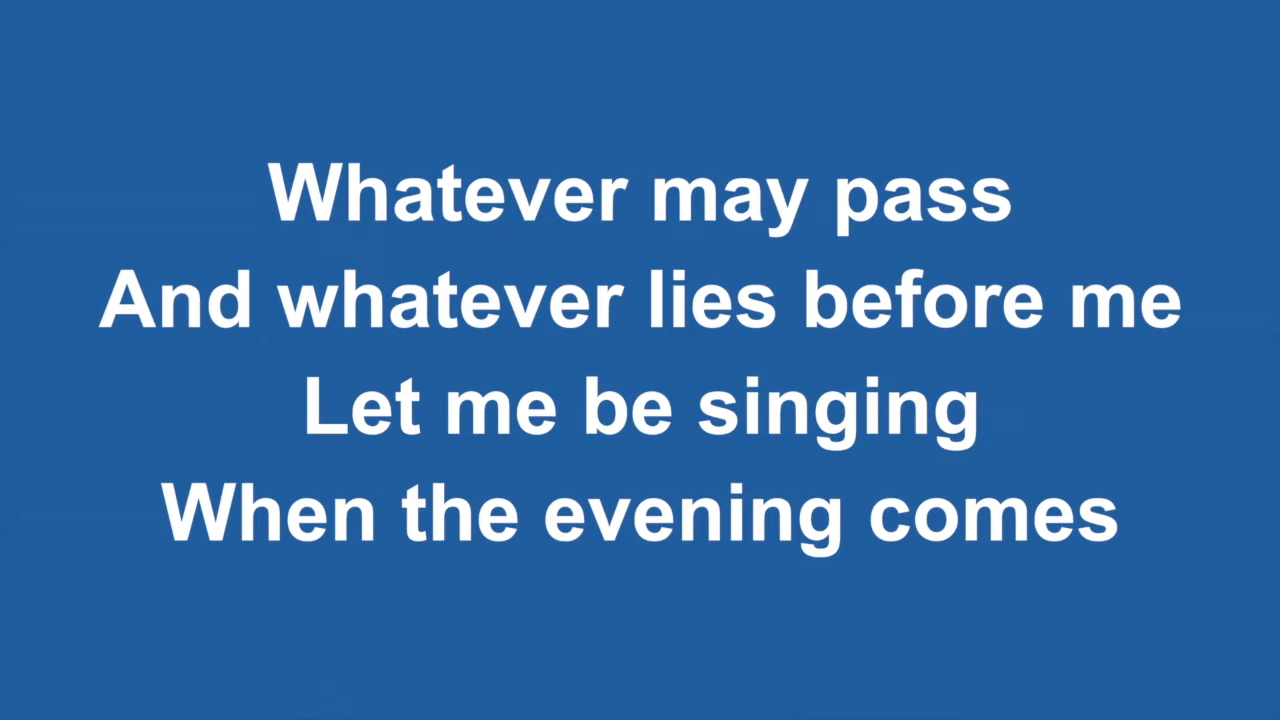 Whatever may pass
And whatever lies before me
Let me be singing
When the evening comes